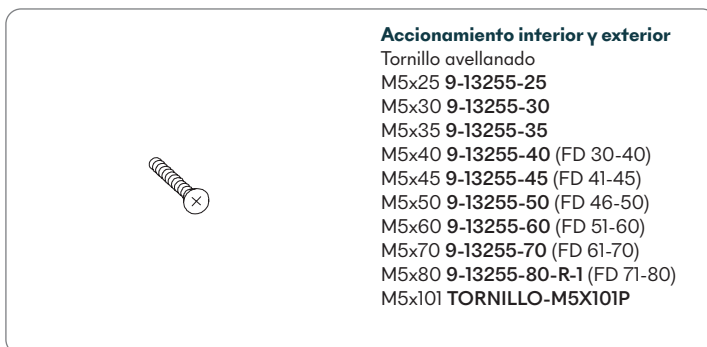 Accionamiento interior y exterior
Tornillo avellanado
M5x25 9-13255-25
M5x30 9-13255-30
M5x35 9-13255-35
M5x40 9-13255-40 (FD 30-40)
M5x45 9-13255-45 (FD 41-45)
M5x50 9-13255-50 (FD 46-50)
M5x60 9-13255-60 (FD 51-60)
M5x70 9-13255-70 (FD 61-70)
M5x80 9-13255-80-R-1 (FD 71-80)
M5x101 TORNILLO-M5X101P